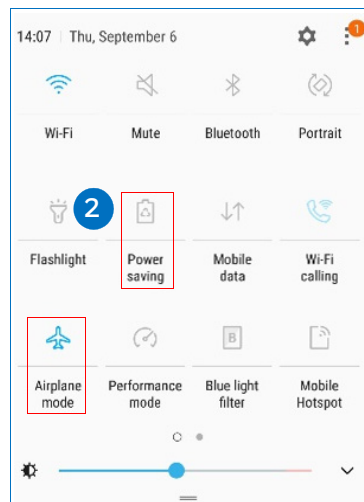 14:07 Thu, September 6
1
Wi-Fi Mute Bluetooth Portrait
2
Flashlight Power Mobile Wi-Fi
saving data calling
B
Airplane Performance Blue light Mobile
mode mode filter Hotspot